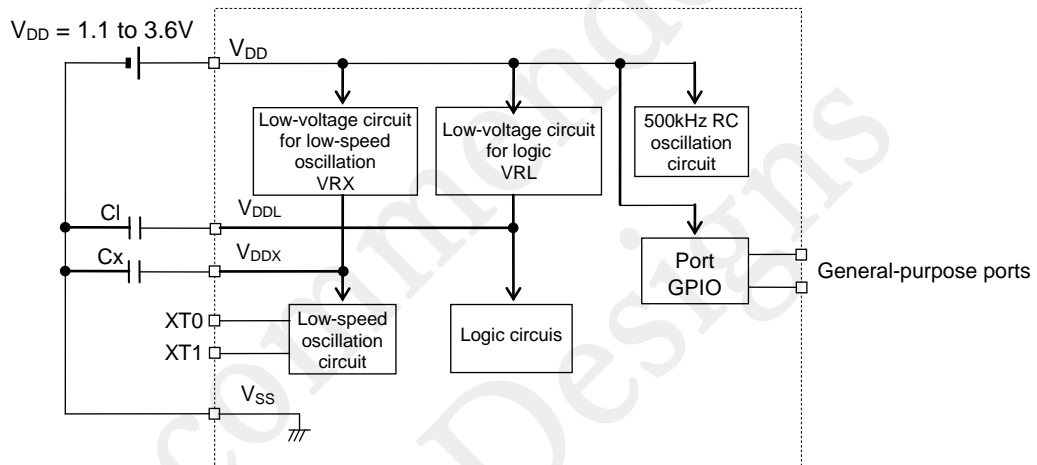 VDD = 1.1 to 3.6V
VDD
Low-voltage circuit
for low-speed
oscillation
VRX
Low-voltage circuit
for logic
VRL
500kHz RC
oscillation
circuit
Cl
VDDL
Cx
VDDX
Port
GPIO
General-purpose ports
XT0
XT1
Low-speed
oscillation
circuit
Logic circuis
VSS
commende
Designs